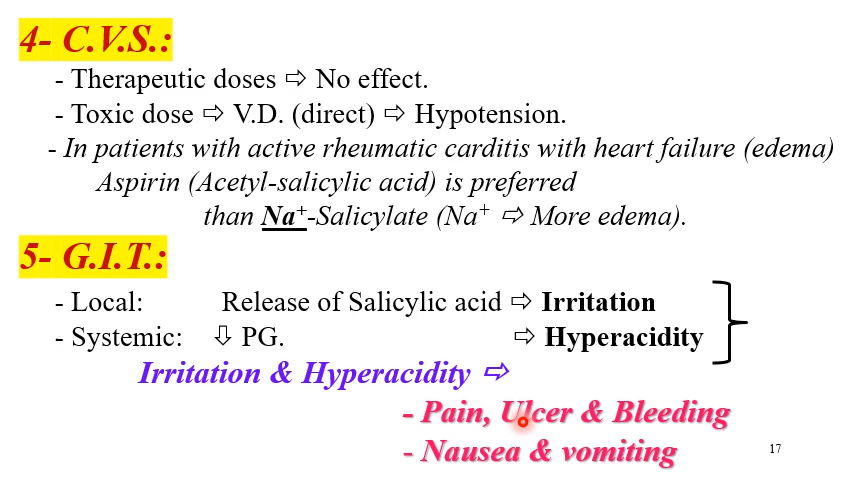 4- C.V.S.:
- Therapeutic doses ⇨ No effect.
- Toxic dose ⇨ V.D. (direct) ⇨ Hypotension.
- In patients with active rheumatic carditis with heart failure (edema)
Aspirin (Acetyl-salicylic acid) is preferred
than Na⁺-Salicylate (Na⁺ ⇨ More edema).
5- G.I.T.:
- Local: Release of Salicylic acid ⇨ Irritation
- Systemic: ⇩ PG. ⇨ Hyperacidity
Irritation & Hyperacidity ⇨
- Pain, Ulcer & Bleeding
- Nausea & vomiting
17